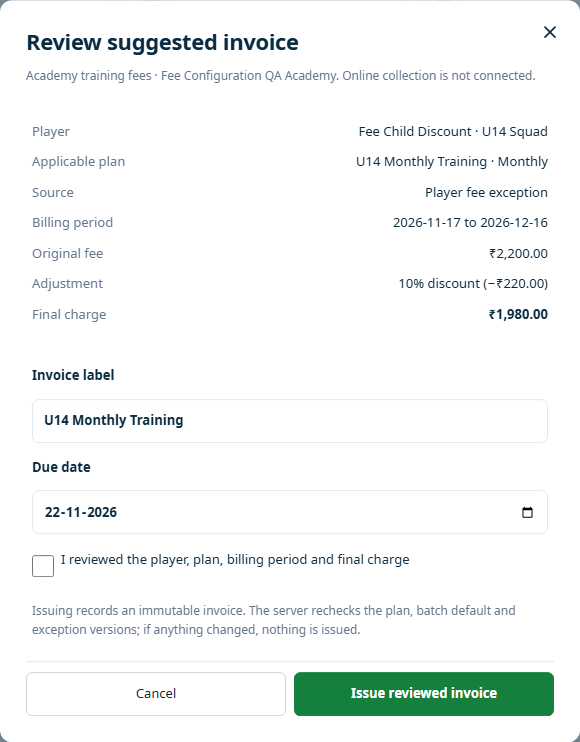 Review suggested invoice
Academy training fees · Fee Configuration QA Academy. Online collection is not connected.
Player Fee Child Discount · U14 Squad
Applicable plan U14 Monthly Training · Monthly
Source Player fee exception
Billing period 2026-11-17 to 2026-12-16
Original fee ₹2,200.00
Adjustment 10% discount (−₹220.00)
Final charge ₹1,980.00
Invoice label
U14 Monthly Training
Due date
22-11-2026
I reviewed the player, plan, billing period and final charge
Issuing records an immutable invoice. The server rechecks the plan, batch default and
exception versions; if anything changed, nothing is issued.
Cancel Issue reviewed invoice